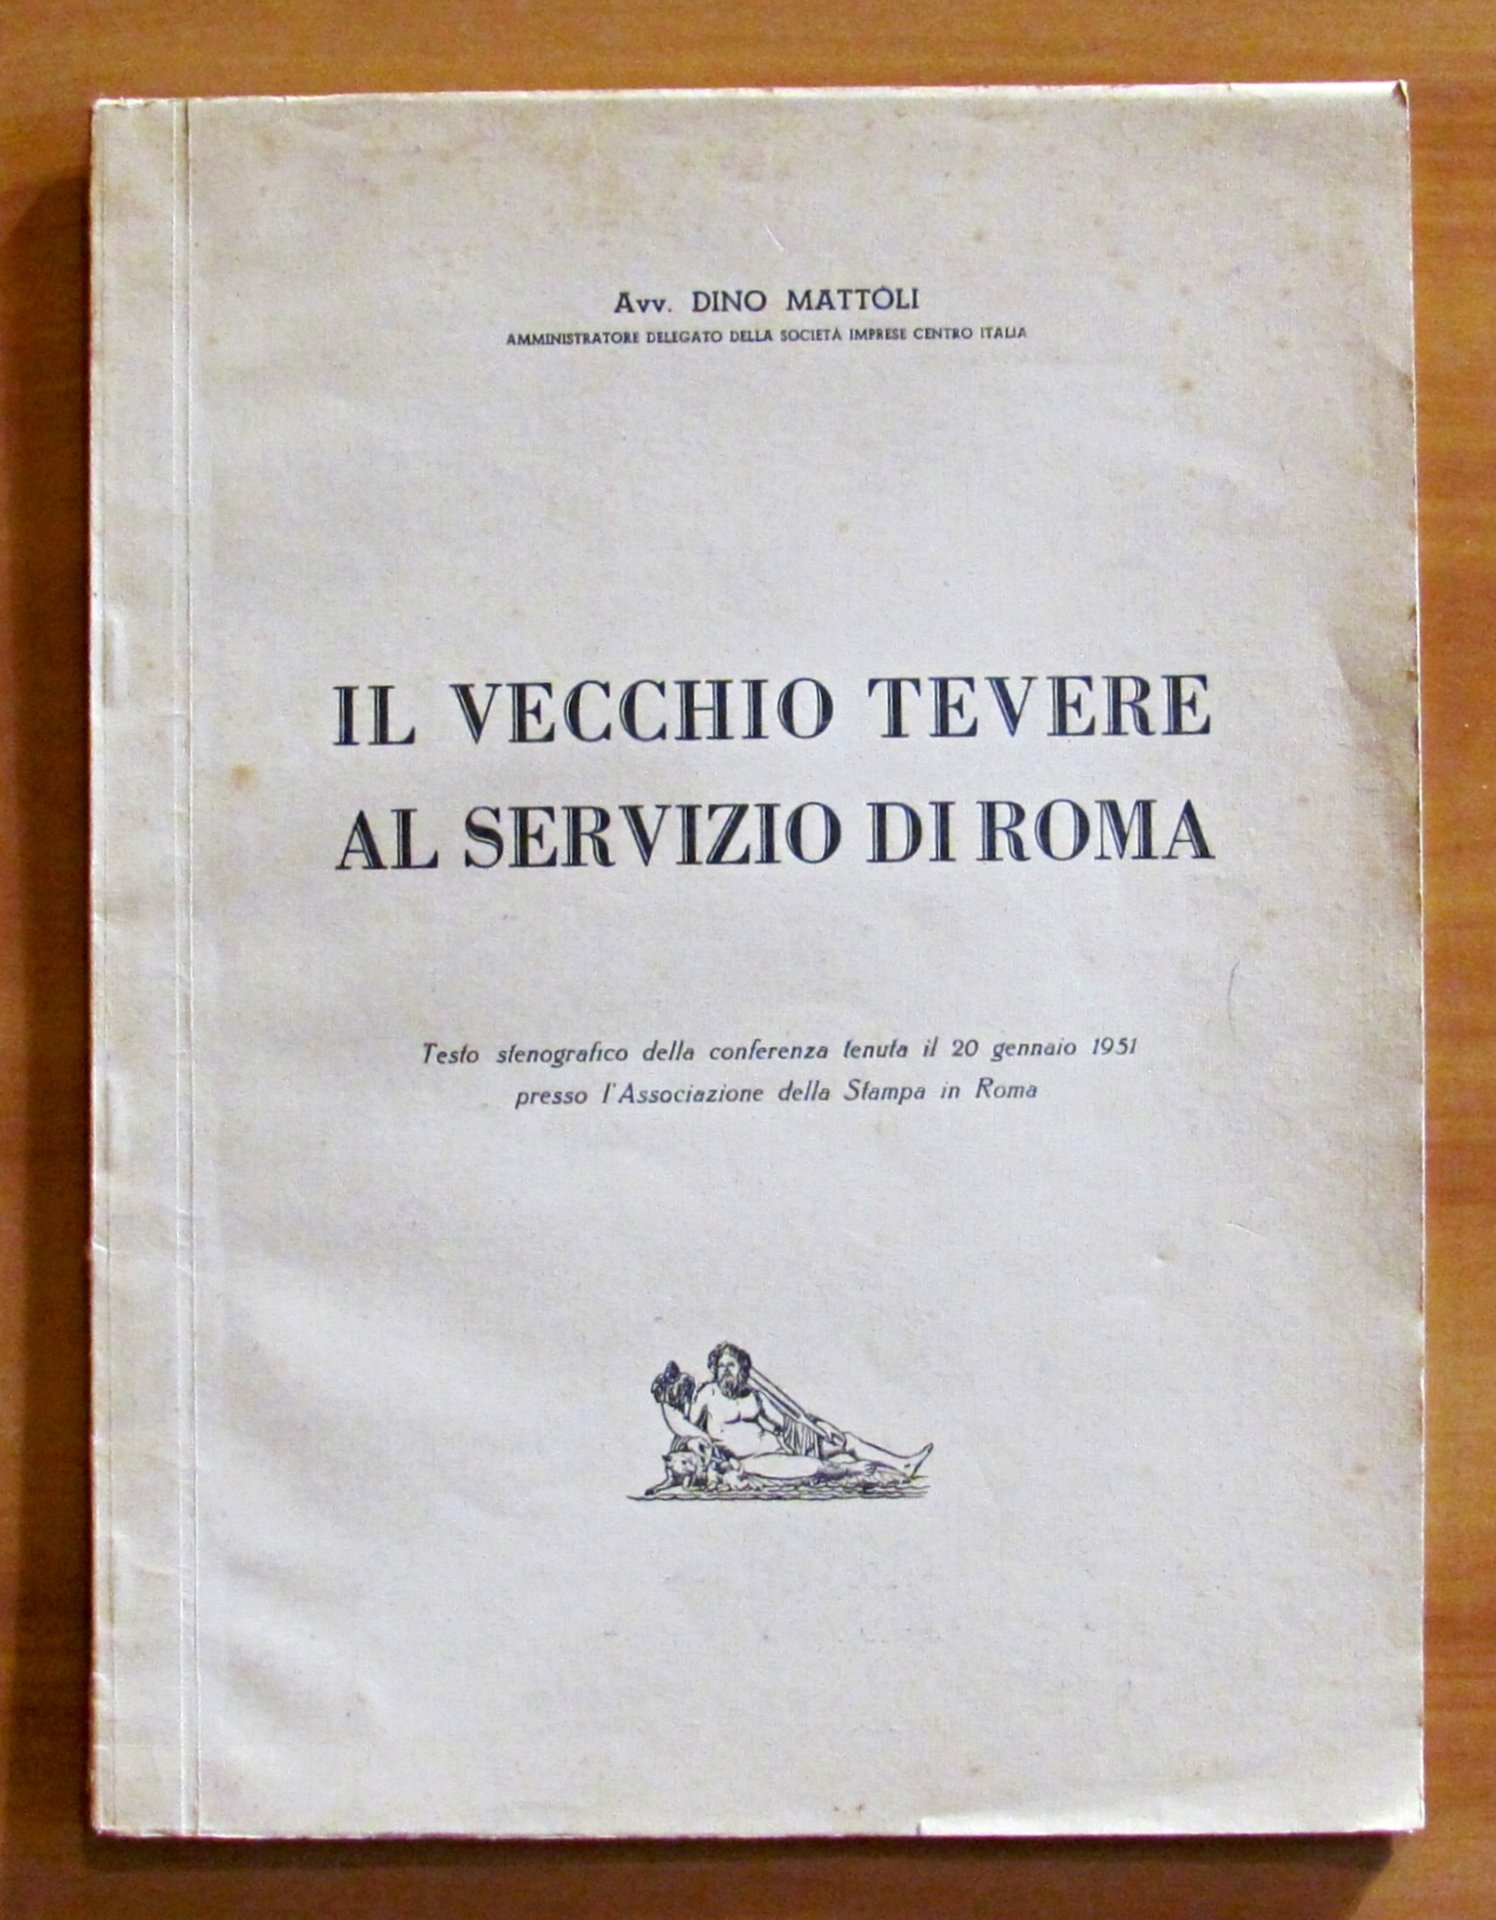 Avv. DINO MATTOLI
AMMINISTRATORE DELEGATO DELLA SOCIETÀ IMPRESE CENTRO ITALIA
IL VECCHIO TEVERE
AL SERVIZIO DI ROMA
Testo stenografico della conferenza tenuta il 20 gennaio 1951
presso l'Associazione della Stampa in Roma